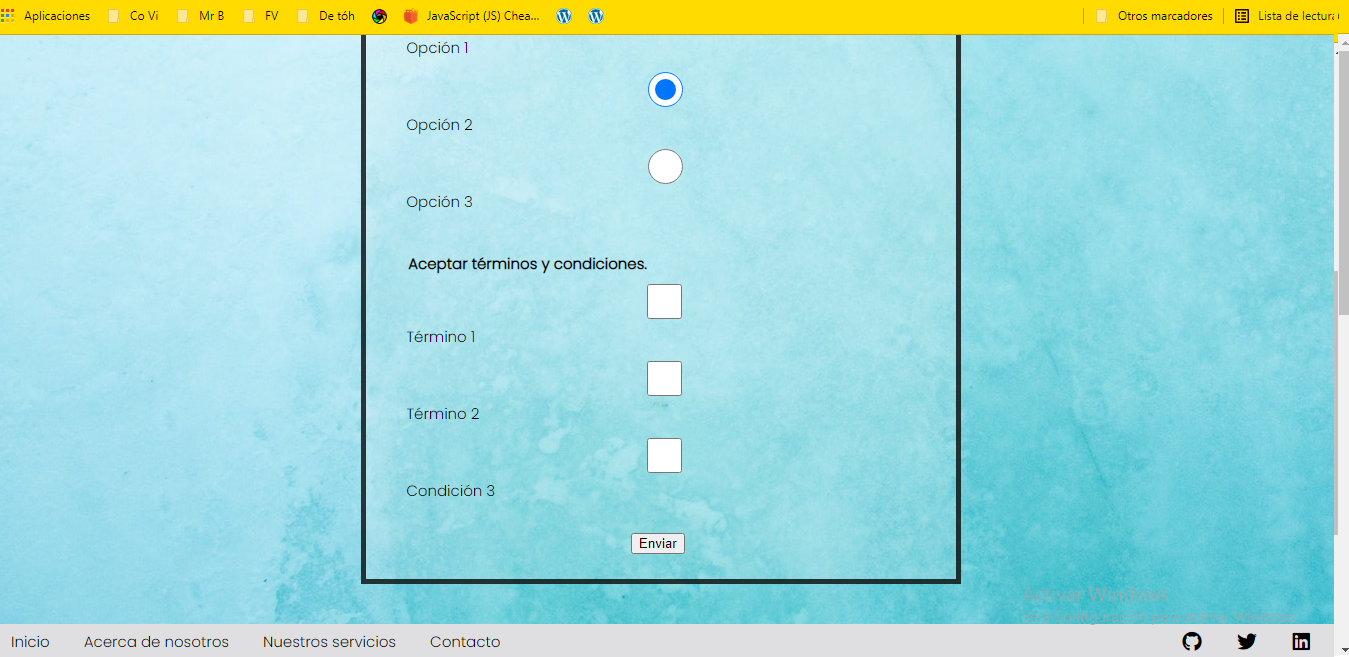 Aplicaciones Co Vi Mr B FV De tóh JavaScript (JS) Chea... Otros marcadores Lista de lectura
Opción 1
Opción 2
Opción 3
Aceptar términos y condiciones.
Término 1
Término 2
Condición 3
Enviar
Activar Windows
Inicio Acerca de nosotros Nuestros servicios Contacto